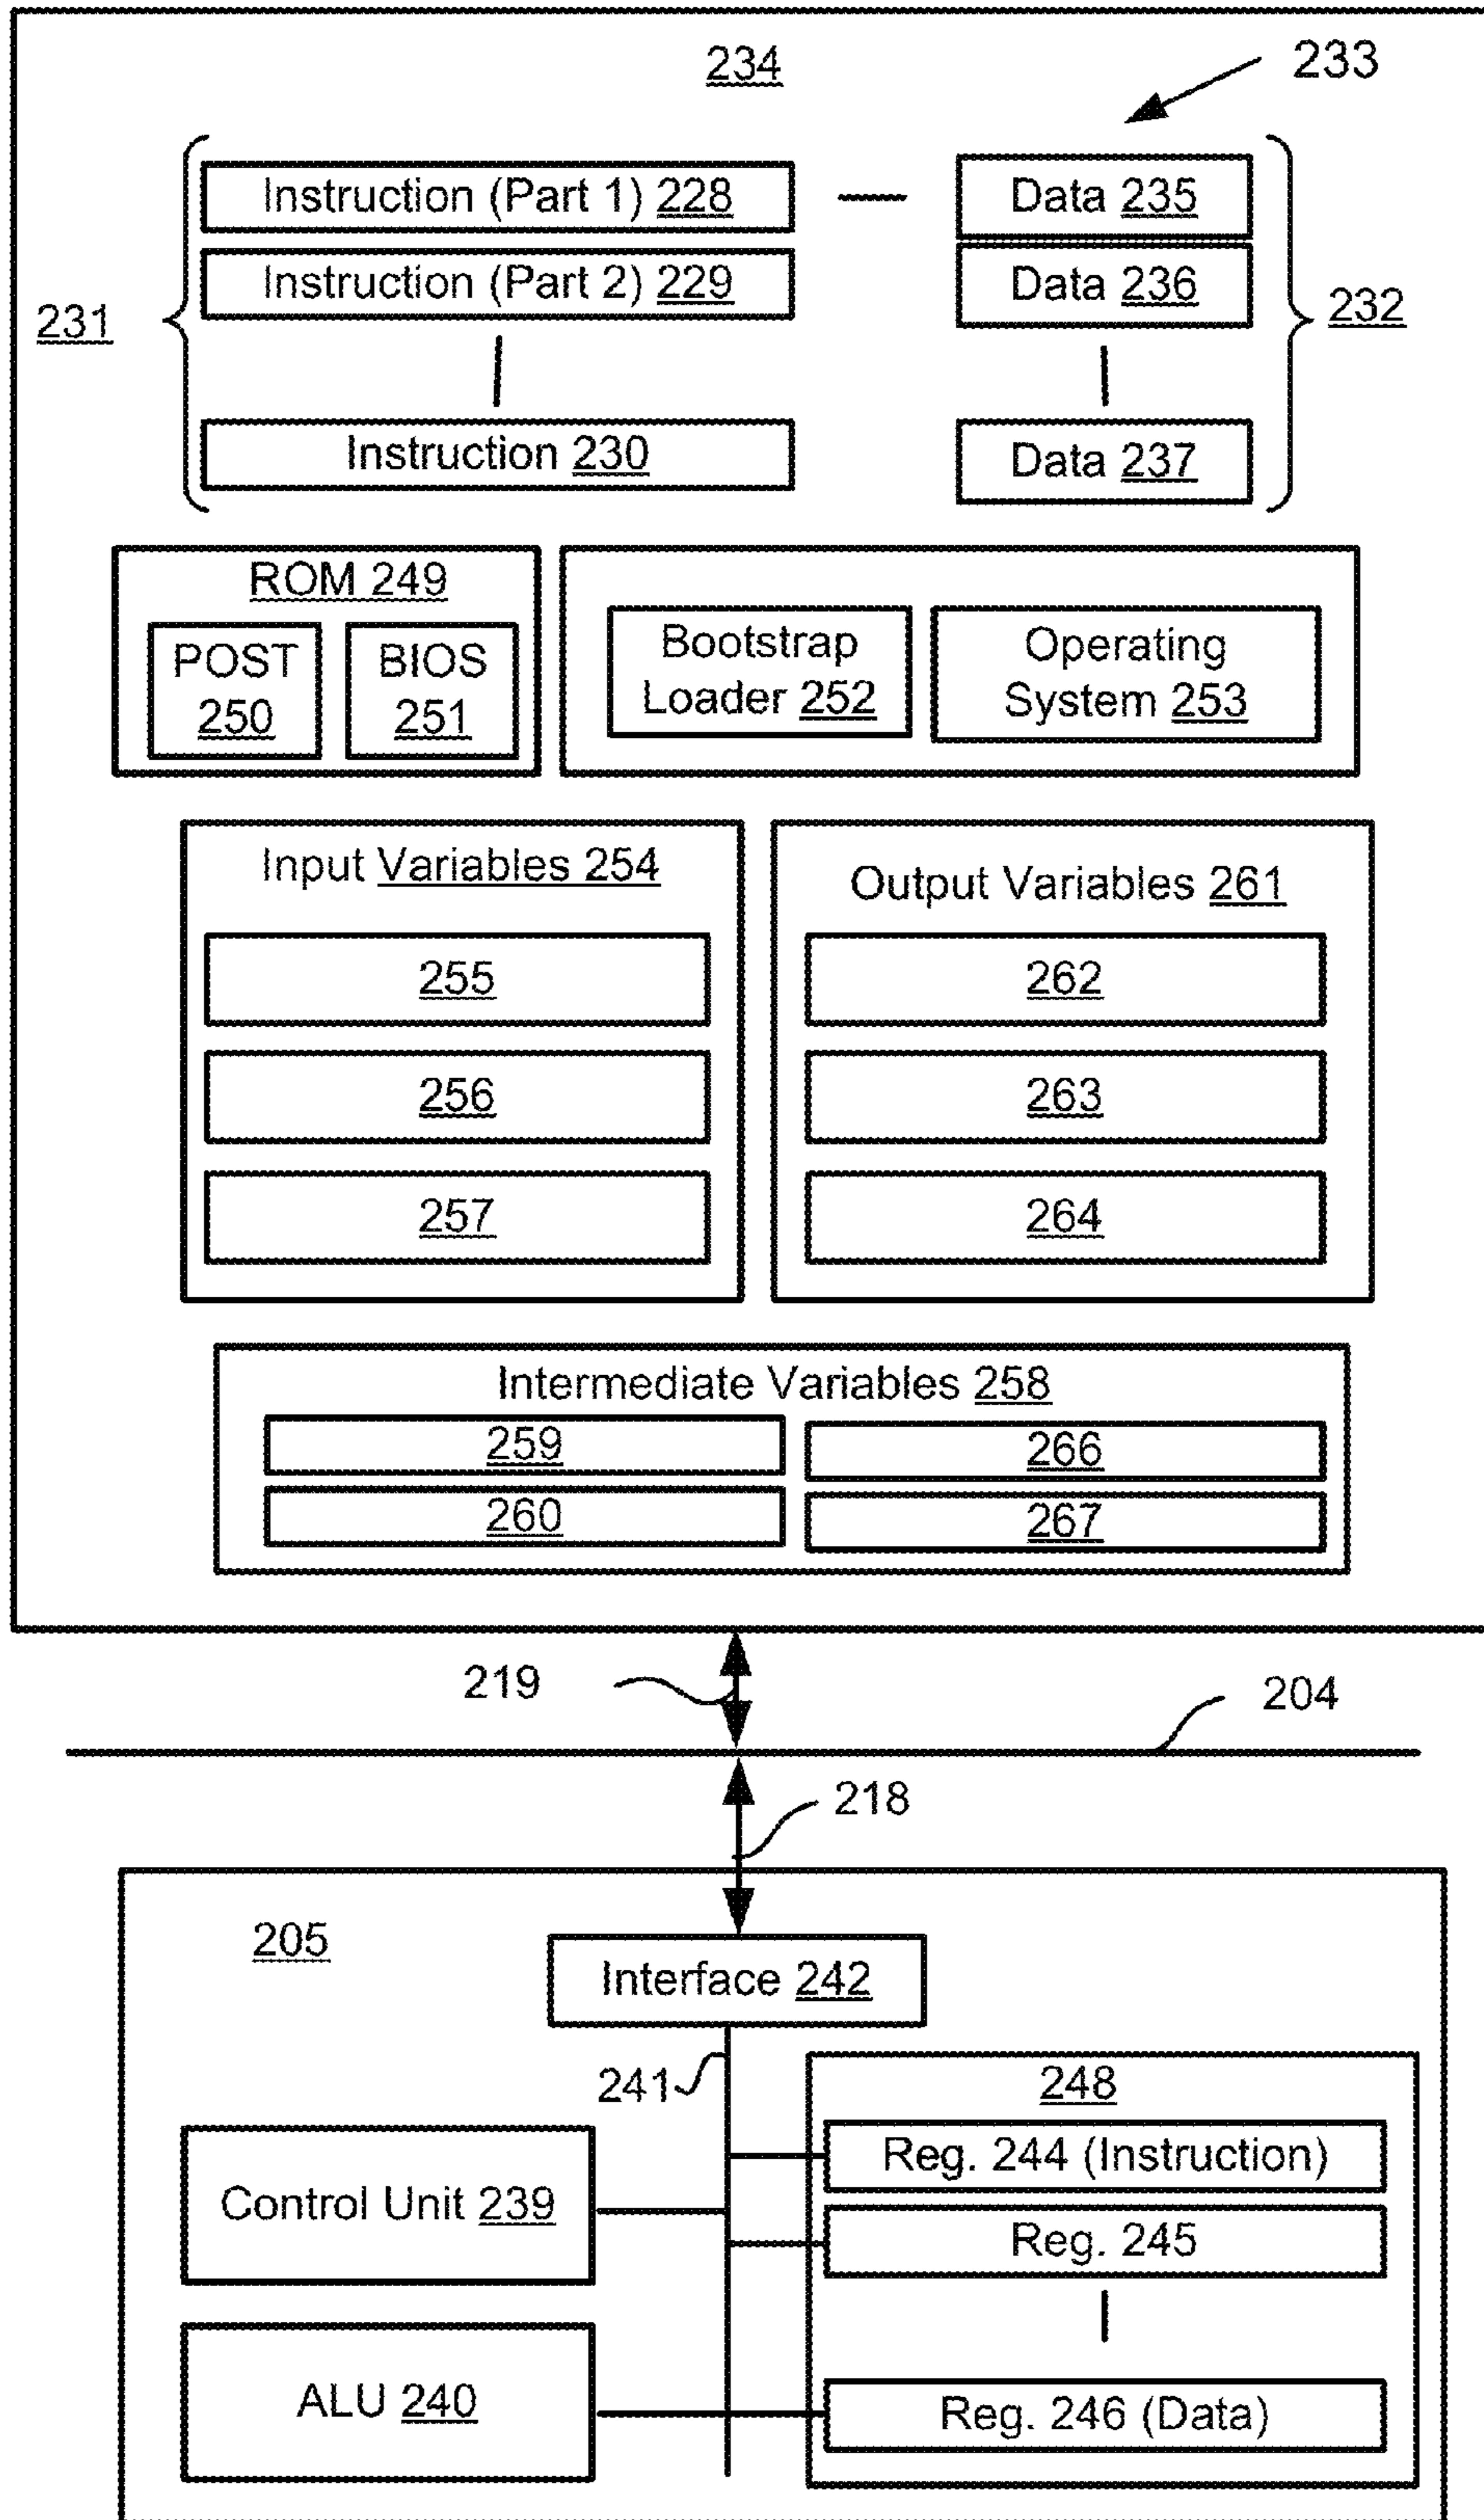 234
233
Instruction (Part 1) 228
Data 235
Instruction (Part 2) 229
Data 236
231
232
Instruction 230
Data 237
ROM 249
POST
250
BIOS
251
Bootstrap
Loader 252
Operating
System 253
Input Variables 254
255
256
257
Output Variables 261
262
263
264
Intermediate Variables 258
259
266
260
267
219
204
218
205
Interface 242
241
248
Reg. 244 (Instruction)
Control Unit 239
Reg. 245
ALU 240
Reg. 246 (Data)